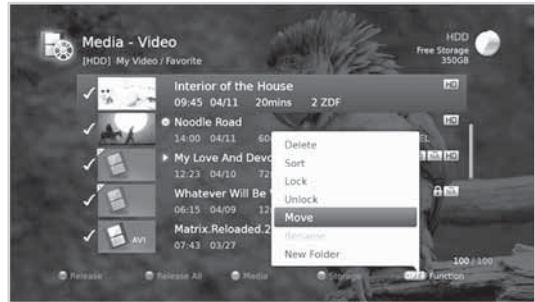 Media - Video
[HDD] My Video / Favorite
HDD
Free Storage
350GB
Interior of the House
HD
09:45 04/11 20mins 2 ZDF
Noodle Road
HD
14:00 04/11 60
My Love And Devo
HD
12:23 04/10 72
Whatever Will Be
06:15 04/09 12
AVI
Matrix.Reloaded.2
07:43 03/27
Delete
Sort
Lock
Unlock
Move
Rename
New Folder
100 / 100
Release
Release All
Media
Storage
Function